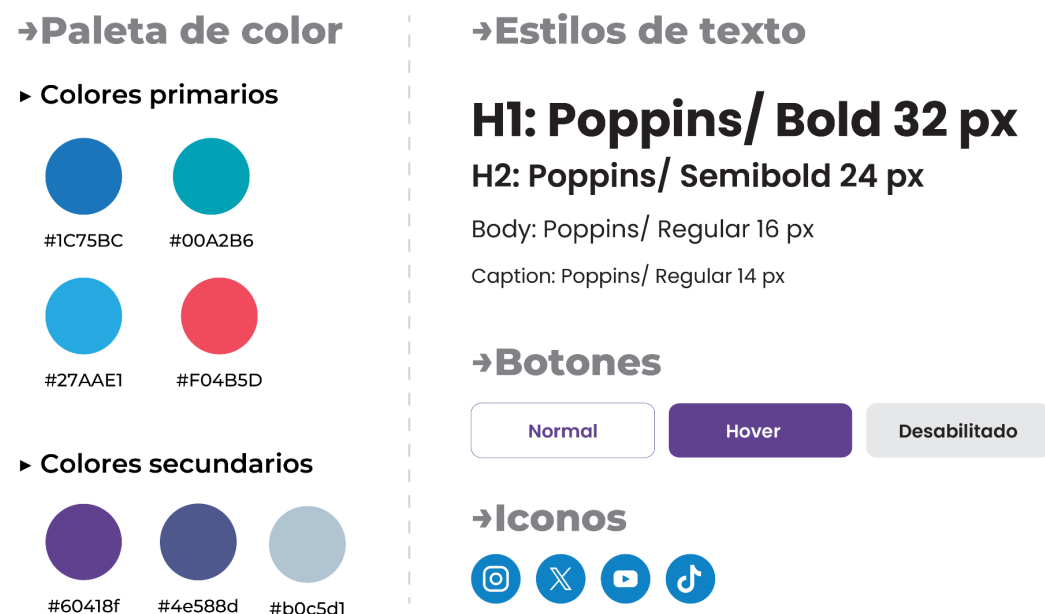 →Paleta de color
▸ Colores primarios
#1C75BC #00A2B6
#27AAE1 #F04B5D
▸ Colores secundarios
#60418f #4e588d #b0c5d1
→Estilos de texto
H1: Poppins/ Bold 32 px
H2: Poppins/ Semibold 24 px
Body: Poppins/ Regular 16 px
Caption: Poppins/ Regular 14 px
→Botones
Normal Hover Desabilitado
→Iconos